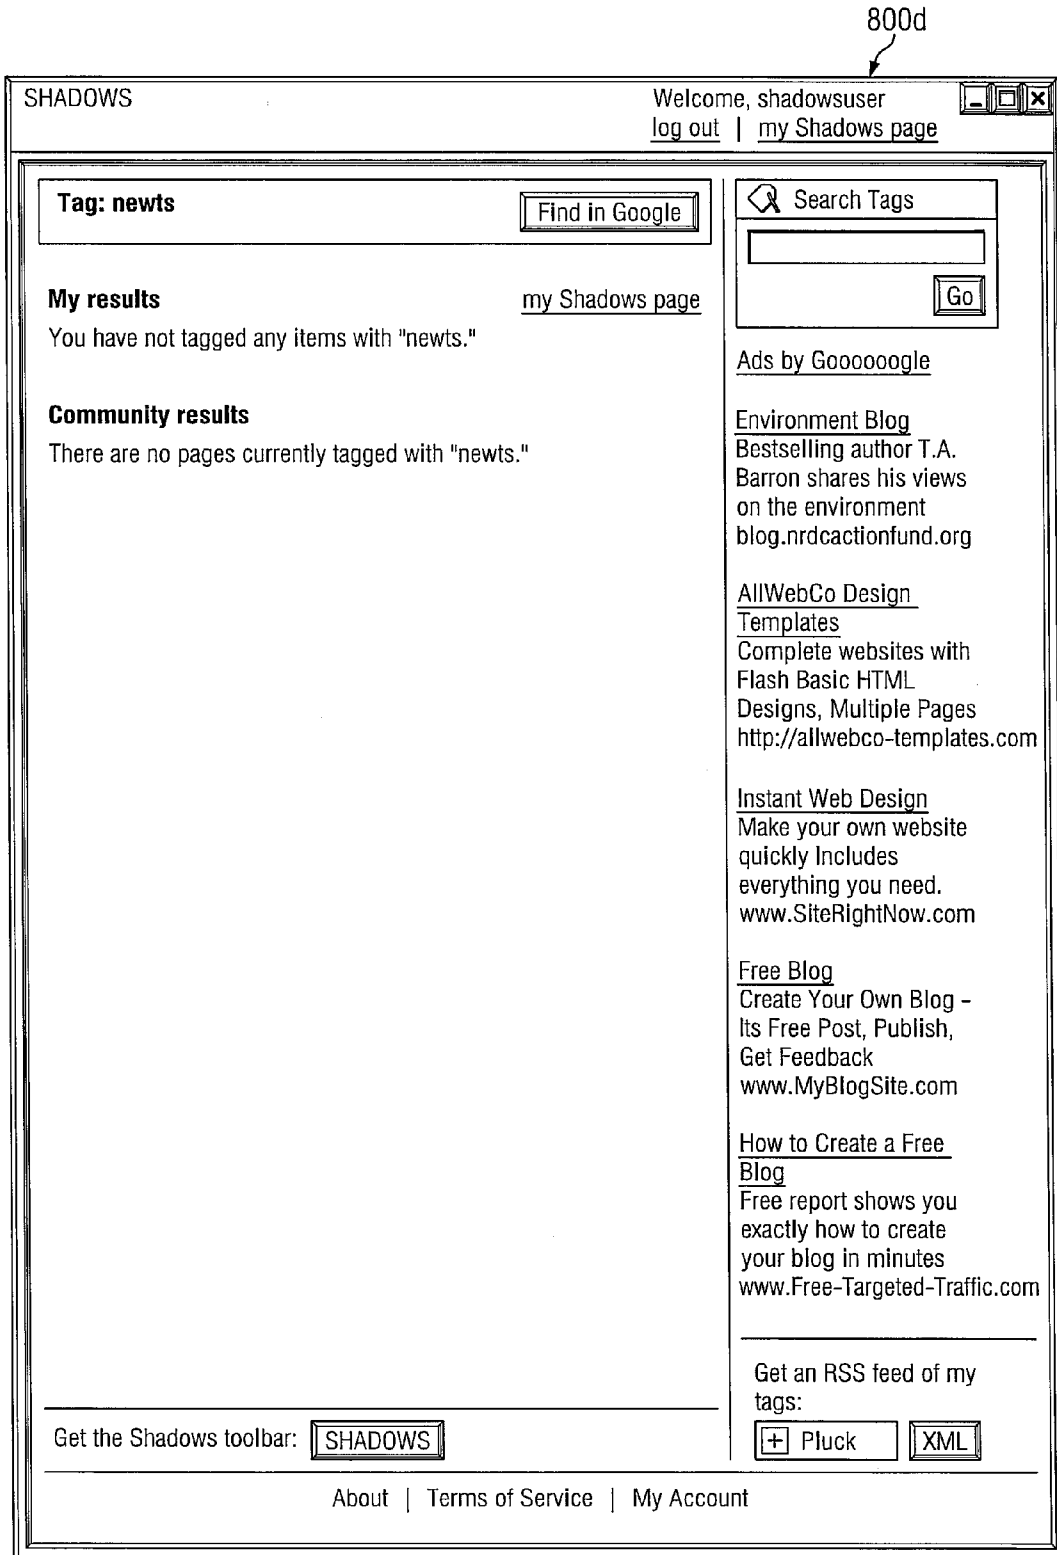 800d
SHADOWS
Welcome, shadowsuser
log out | my Shadows page
Tag: newts
Find in Google
My results
my Shadows page
You have not tagged any items with "newts."
Community results
There are no pages currently tagged with "newts."
Search Tags
Go
Ads by Goooooogle
Environment Blog
Bestselling author T.A.
Barron shares his views
on the environment
blog.nrdcactionfund.org
AllWebCo Design
Templates
Complete websites with
Flash Basic HTML
Designs, Multiple Pages
http://allwebco-templates.com
Instant Web Design
Make your own website
quickly Includes
everything you need.
www.SiteRightNow.com
Free Blog
Create Your Own Blog -
Its Free Post, Publish,
Get Feedback
www.MyBlogSite.com
How to Create a Free
Blog
Free report shows you
exactly how to create
your blog in minutes
www.Free-Targeted-Traffic.com
Get an RSS feed of my
tags:
+ Pluck
XML
Get the Shadows toolbar:
SHADOWS
About | Terms of Service | My Account